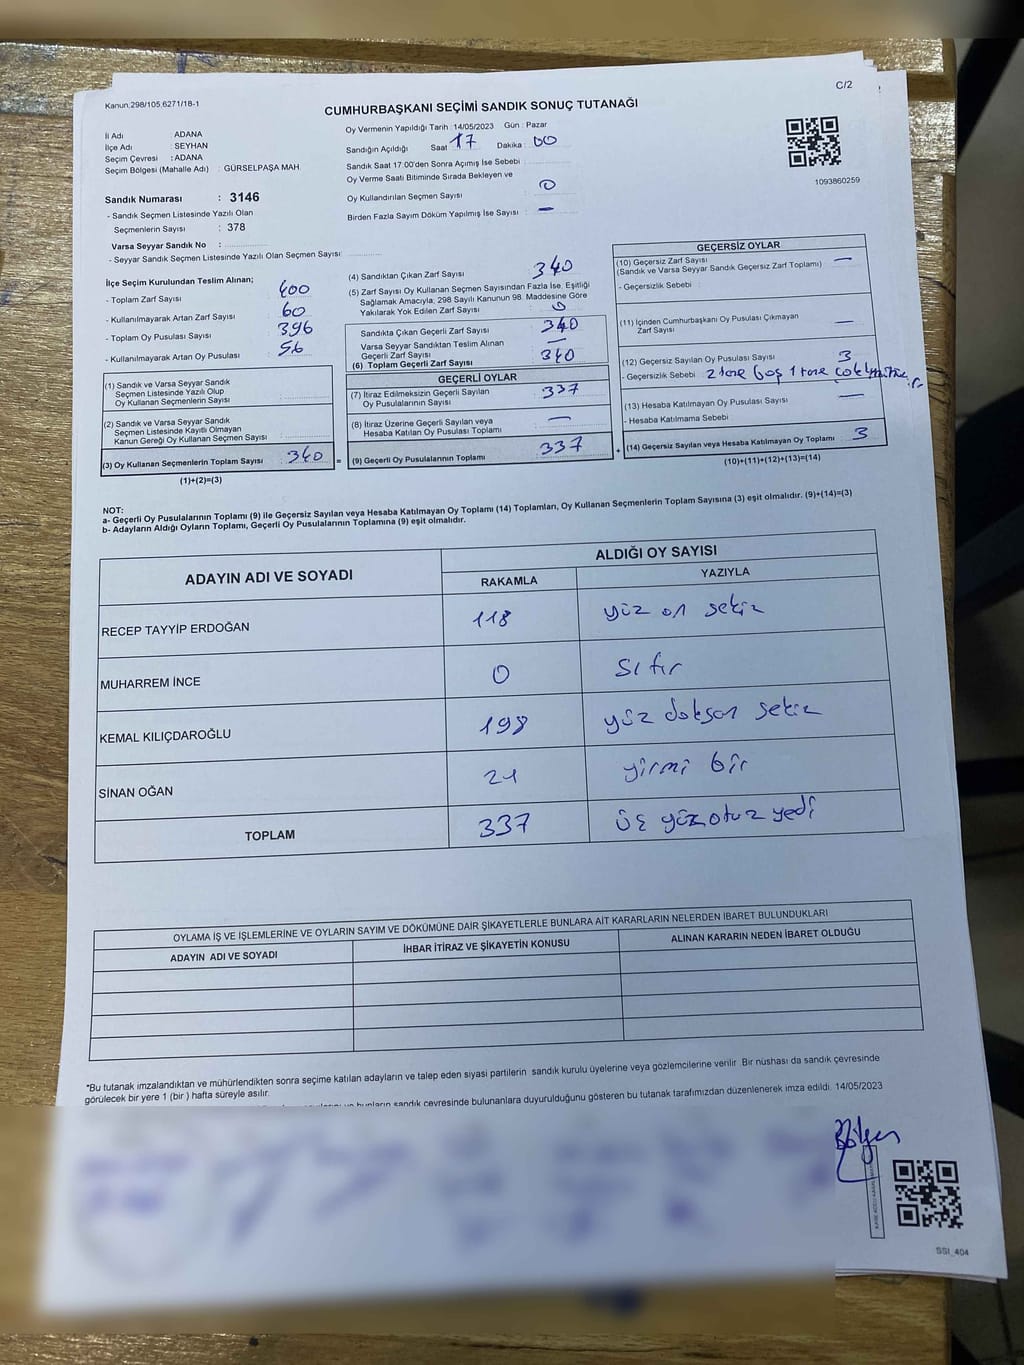 C/2
Kanun,298/105,6271/18-1
CUMHURBAŞKANI SEÇİMİ SANDIK SONUÇ TUTANAĞI
İl Adı : ADANA
İlçe Adı : SEYHAN
Seçim Çevresi : ADANA
Seçim Bölgesi (Mahalle Adı) : GÜRSELPAŞA MAH
Sandık Numarası : 3146
- Sandık Seçmen Listesinde Yazılı Olan
Seçmenlerin Sayısı : 378
Varsa Seyyar Sandık No :
- Seyyar Sandık Seçmen Listesinde Yazılı Olan Seçmen Sayısı:
Oy Vermenin Yapıldığı Tarih : 14/05/2023 Gün : Pazar
Sandığın Açıldığı Saat 17 Dakika : 00
Sandık Saat 17:00'den Sonra Açımış İse Sebebi :
Oy Verme Saati Bitiminde Sırada Bekleyen ve
Oy Kullandırılan Seçmen Sayısı : 0
Birden Fazla Sayım Döküm Yapılmış İse Sayısı : —
1093860259
İlçe Seçim Kurulundan Teslim Alınan;
- Toplam Zarf Sayısı : 400
- Kullanılmayarak Artan Zarf Sayısı : 60
- Toplam Oy Pusulası Sayısı : 396
- Kullanılmayarak Artan Oy Pusulası : 56
(1) Sandık ve Varsa Seyyar Sandık
Seçmen Listesinde Yazılı Olup
Oy Kullanan Seçmenlerin Sayısı :
(2) Sandık ve Varsa Seyyar Sandık
Seçmen Listesinde Kayıtlı Olmayan
Kanun Gereği Oy Kullanan Seçmen Sayısı :
(3) Oy Kullanan Seçmenlerin Toplam Sayısı : 340 =
(1)+(2)=(3)
(4) Sandıktan Çıkan Zarf Sayısı : 340
(5) Zarf Sayısı Oy Kullanan Seçmen Sayısından Fazla İse, Eşitliği
Sağlamak Amacıyla, 298 Sayılı Kanunun 98. Maddesine Göre
Yakılarak Yok Edilen Zarf Sayısı : 0
Sandıkta Çıkan Geçerli Zarf Sayısı : 340
Varsa Seyyar Sandıktan Teslim Alınan
Geçerli Zarf Sayısı : —
(6) Toplam Geçerli Zarf Sayısı : 340
GEÇERLİ OYLAR
(7) İtiraz Edilmeksizin Geçerli Sayılan
Oy Pusulalarının Sayısı : 337
(8) İtiraz Üzerine Geçerli Sayılan veya
Hesaba Katılan Oy Pusulası Toplamı : —
(9) Geçerli Oy Pusulalarının Toplamı : 337 +
GEÇERSİZ OYLAR
(10) Geçersiz Zarf Sayısı : —
(Sandık ve Varsa Seyyar Sandık Geçersiz Zarf Toplamı)
- Geçersizlik Sebebi :
(11) İçinden Cumhurbaşkanı Oy Pusulası Çıkmayan
Zarf Sayısı : —
(12) Geçersiz Sayılan Oy Pusulası Sayısı : 3
- Geçersizlik Sebebi : 2 tane boş 1 tane
(13) Hesaba Katılmayan Oy Pusulası Sayısı : —
- Hesaba Katılmama Sebebi :
(14) Geçersiz Sayılan veya Hesaba Katılmayan Oy Toplamı : 3
(10)+(11)+(12)+(13)=(14)
NOT:
a- Geçerli Oy Pusulalarının Toplamı (9) ile Geçersiz Sayılan veya Hesaba Katılmayan Oy Toplamı (14) Toplamları, Oy Kullanan Seçmenlerin Toplam Sayısına (3) eşit olmalıdır. (9)+(14)=(3)
b- Adayların Aldığı Oyların Toplamı, Geçerli Oy Pusulalarının Toplamına (9) eşit olmalıdır.
ADAYIN ADI VE SOYADI ALDIĞI OY SAYISI
RAKAMLA YAZIYLA
RECEP TAYYİP ERDOĞAN 118 yüz on sekiz
MUHARREM İNCE 0 sıfır
KEMAL KILIÇDAROĞLU 198 yüz doksan sekiz
SİNAN OĞAN 21 yirmi bir
TOPLAM 337 üç yüz otuz yedi
OYLAMA İŞ VE İŞLEMLERİNE VE OYLARIN SAYIM VE DÖKÜMÜNE DAİR ŞİKAYETLERLE BUNLARA AİT KARARLARIN NELERDEN İBARET BULUNDUKLARI
ADAYIN ADI VE SOYADI İHBAR İTİRAZ VE ŞİKAYETİN KONUSU ALINAN KARARIN NEDEN İBARET OLDUĞU
*Bu tutanak imzalandıktan ve mühürlendikten sonra seçime katılan adayların ve talep eden siyasi partilerin sandık kurulu üyelerine veya gözlemcilerine verilir. Bir nüshası da sandık çevresinde
görülecek bir yere 1 (bir) hafta süreyle asılır.
bunların sandık çevresinde bulunanlara duyurulduğunu gösteren bu tutanak tarafımızdan düzenlenerek imza edildi. 14/05/2023
SSI_404